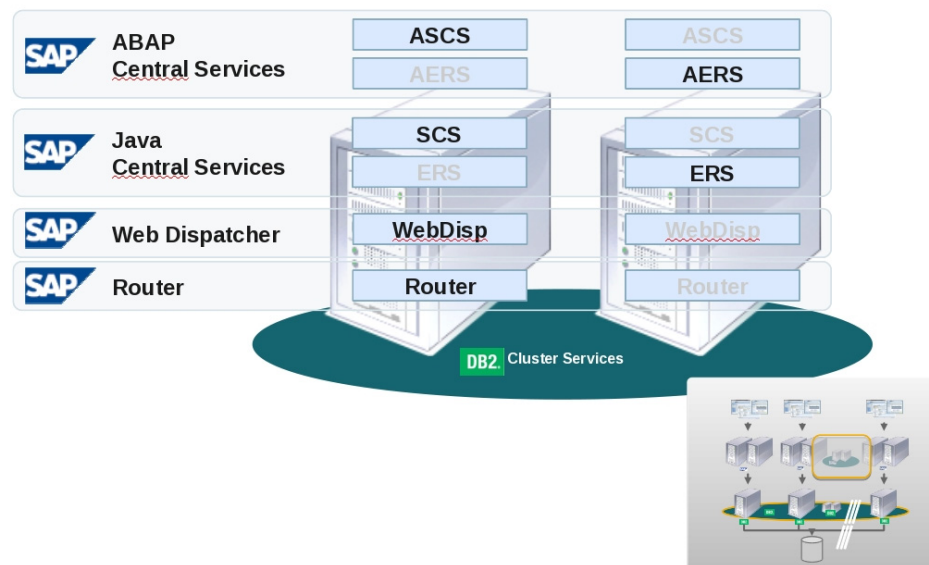 SAP
ABAP
Central Services
ASCS
ASCS
AERS
AERS
SAP
Java
Central Services
SCS
SCS
ERS
ERS
SAP
Web Dispatcher
WebDisp
WebDisp
SAP
Router
Router
Router
DB2. Cluster Services